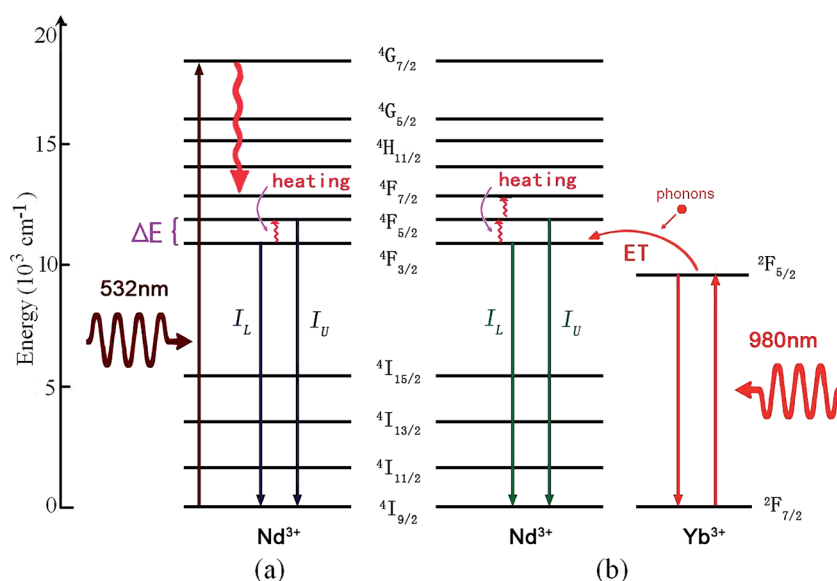 20
15
10
5
0
Energy (10³ cm⁻¹)
⁴G₇/₂
⁴G₅/₂
⁴H₁₁/₂
⁴F₇/₂
⁴F₅/₂
⁴F₃/₂
⁴I₁₅/₂
⁴I₁₃/₂
⁴I₁₁/₂
⁴I₉/₂
heating
ΔE {
532nm
I_L
I_U
Nd³⁺
(a)
heating
phonons
ET
²F₅/₂
I_L
I_U
980nm
²F₇/₂
Nd³⁺
Yb³⁺
(b)